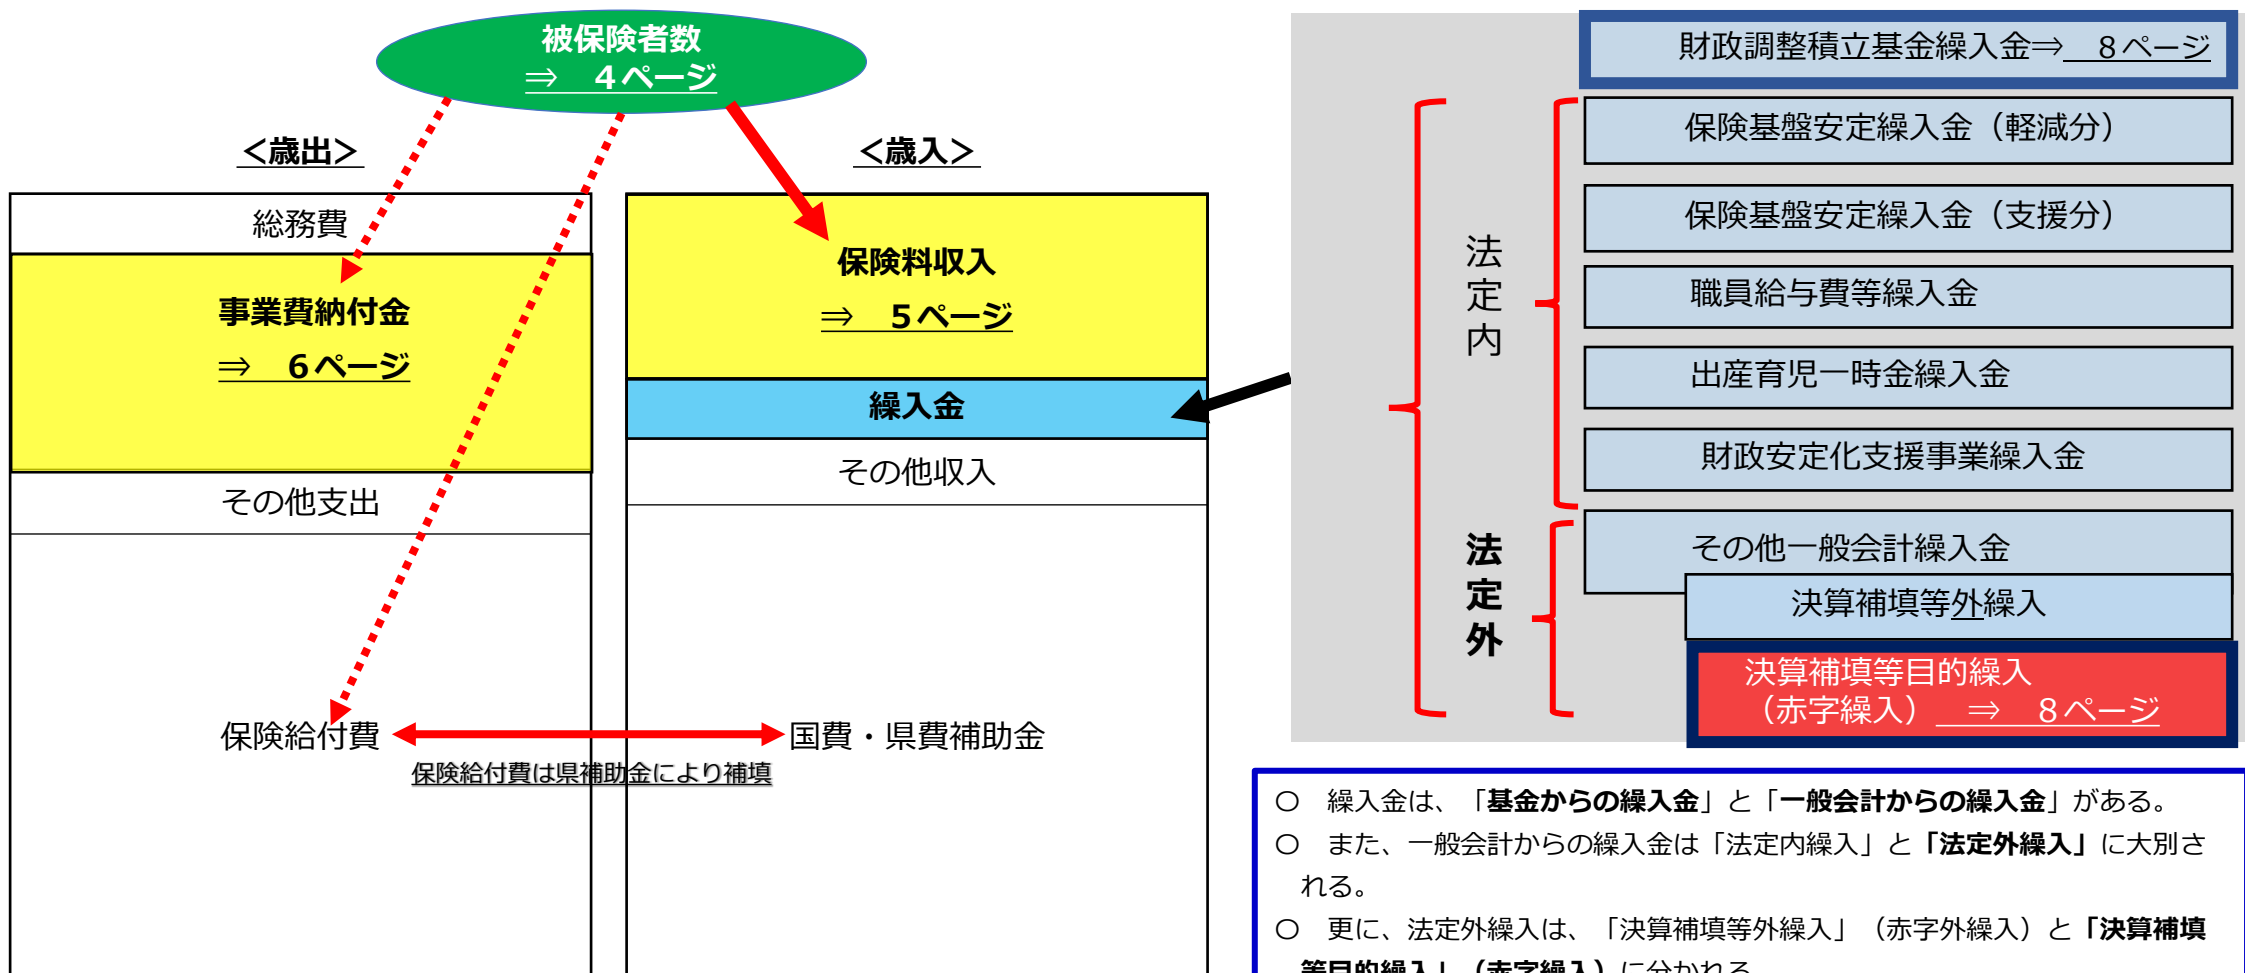 被保険者数
⇒　４ページ
＜歳出＞
＜歳入＞
総務費
事業費納付金
⇒　６ページ
その他支出
保険給付費
保険料収入
⇒　５ページ
繰入金
その他収入
国費・県費補助金
保険給付費は県補助金により補填
財政調整積立基金繰入金⇒　８ページ
法定内
保険基盤安定繰入金（軽減分）
保険基盤安定繰入金（支援分）
職員給与費等繰入金
出産育児一時金繰入金
財政安定化支援事業繰入金
法定外
その他一般会計繰入金
決算補填等外繰入
決算補填等目的繰入
（赤字繰入）　⇒　８ページ
○　繰入金は、「基金からの繰入金」と「一般会計からの繰入金」がある。
○　また、一般会計からの繰入金は「法定内繰入」と「法定外繰入」に大別さ
れる。
○　更に、法定外繰入は、「決算補填等外繰入」（赤字外繰入）と「決算補填
等目的繰入」（赤字繰入）に分かれる